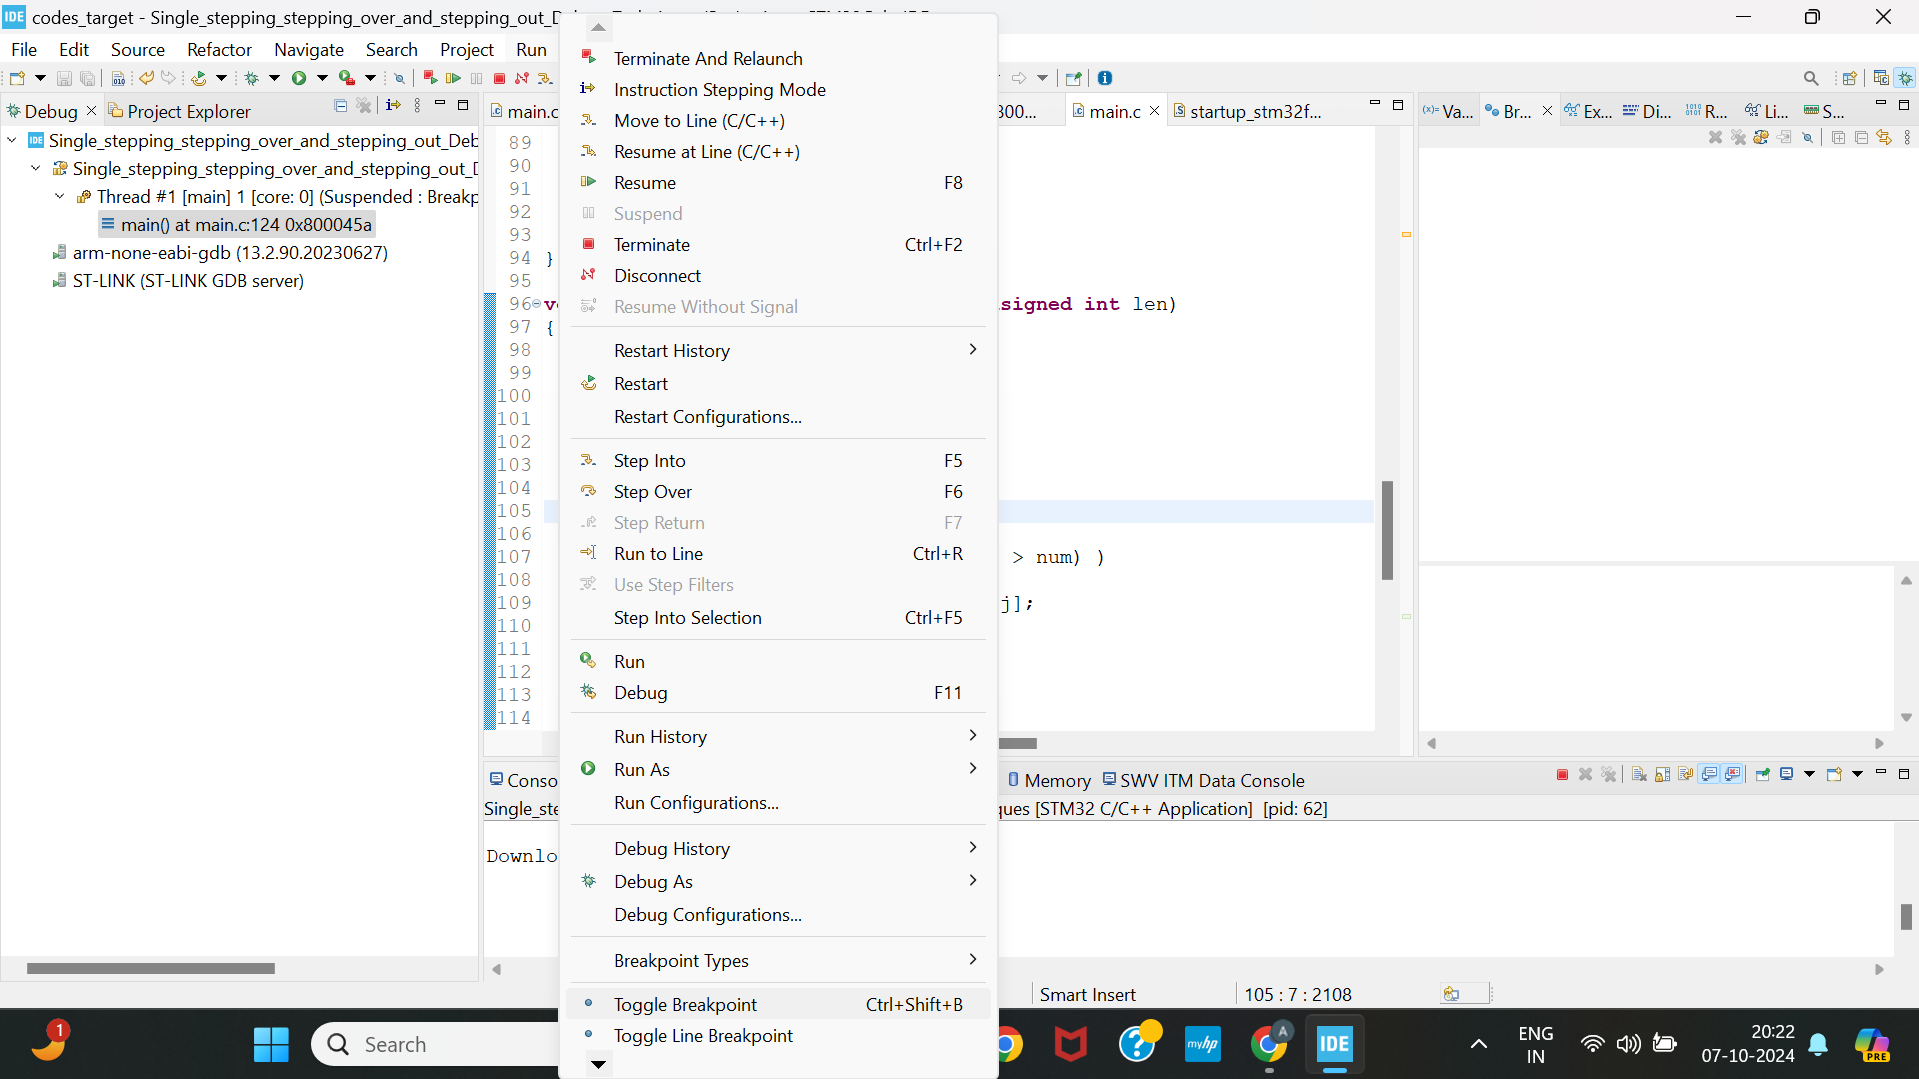 IDE codes_target - Single_stepping_stepping_over_and_stepping_out_D
File Edit Source Refactor Navigate Search Project Run
Debug Project Explorer
Single_stepping_stepping_over_and_stepping_out_Deb
Single_stepping_stepping_over_and_stepping_out_D
Thread #1 [main] 1 [core: 0] (Suspended : Breakp
main() at main.c:124 0x800045a
arm-none-eabi-gdb (13.2.90.20230627)
ST-LINK (ST-LINK GDB server)
main.c
300... main.c startup_stm32f...
89
90
91
92
93
94 }
95
96 v signed int len)
97 {
98
99
100
101
102
103
104
105
106
107 > num) )
108
109 j];
110
111
112
113
114
Terminate And Relaunch
Instruction Stepping Mode
Move to Line (C/C++)
Resume at Line (C/C++)
Resume F8
Suspend
Terminate Ctrl+F2
Disconnect
Resume Without Signal
Restart History
Restart
Restart Configurations...
Step Into F5
Step Over F6
Step Return F7
Run to Line Ctrl+R
Use Step Filters
Step Into Selection Ctrl+F5
Run
Debug F11
Run History
Run As
Run Configurations...
Debug History
Debug As
Debug Configurations...
Breakpoint Types
Toggle Breakpoint Ctrl+Shift+B
Toggle Line Breakpoint
(x)= Va... Br... Ex... Di... R... Li... S...
Conso Memory SWV ITM Data Console
Single_ste ques [STM32 C/C++ Application] [pid: 62]
Downlo
Smart Insert 105 : 7 : 2108
1
Search
myhp
A
IDE
ENG
IN
20:22
07-10-2024
PRE